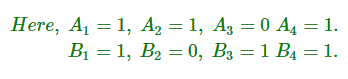 Here, A₁ = 1, A₂ = 1, A₃ = 0 A₄ = 1.
B₁ = 1, B₂ = 0, B₃ = 1 B₄ = 1.